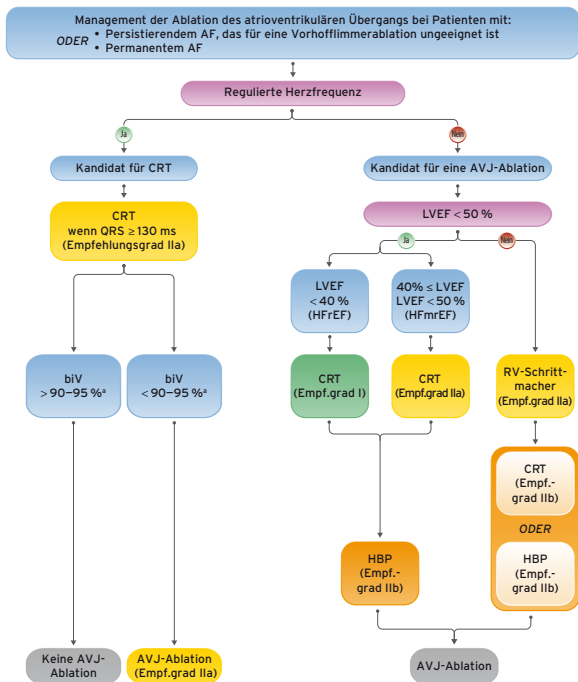 Management der Ablation des atrioventrikulären Übergangs bei Patienten mit:
ODER
• Persistierendem AF, das für eine Vorhofflimmerablation ungeeignet ist
• Permanentem AF
Regulierte Herzfrequenz
Ja
Nein
Kandidat für CRT
Kandidat für eine AVJ-Ablation
CRT
wenn QRS ≥ 130 ms
(Empfehlungsgrad IIa)
LVEF < 50 %
Ja
Nein
LVEF
< 40 %
(HFrEF)
40% ≤ LVEF
LVEF < 50 %
(HFmrEF)
biV
> 90–95 %ª
biV
< 90–95 %ª
CRT
(Empf.grad I)
CRT
(Empf.grad IIa)
RV-Schritt-
macher
(Empf.grad IIa)
CRT
(Empf.-
grad IIb)
ODER
HBP
(Empf.-
grad IIb)
HBP
(Empf.-
grad IIb)
Keine AVJ-
Ablation
AVJ-Ablation
(Empf.grad IIa)
AVJ-Ablation